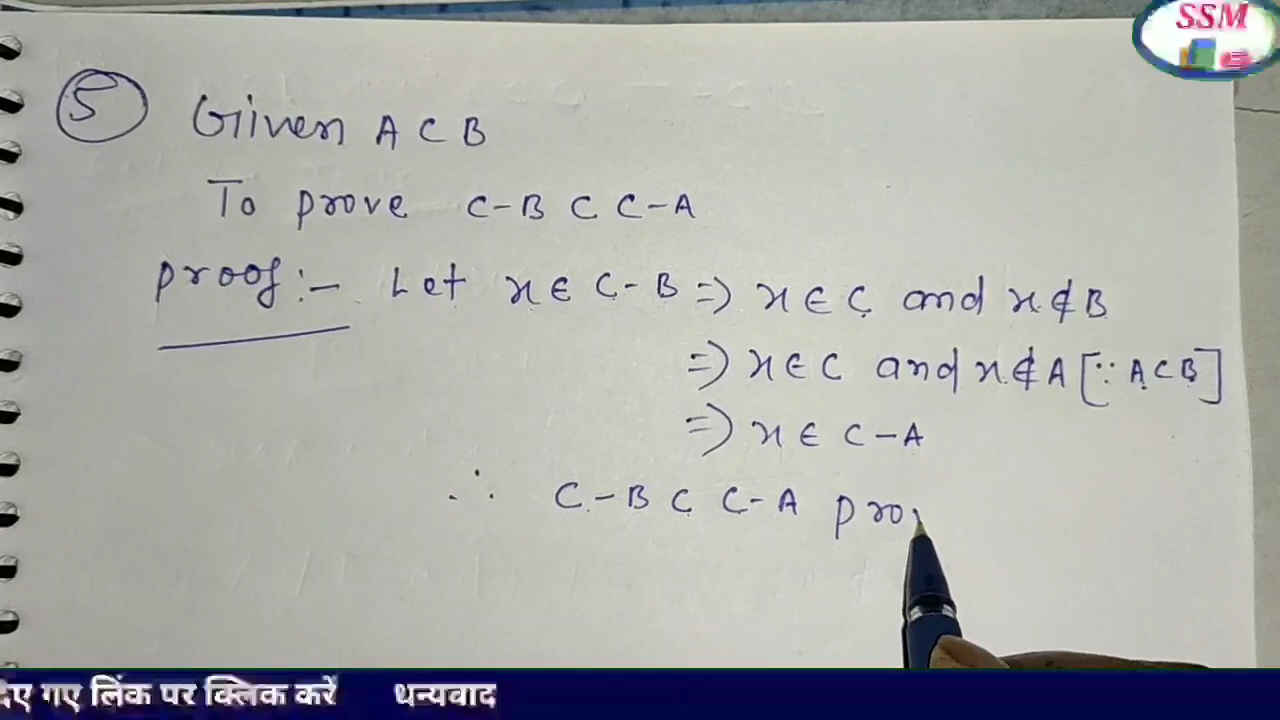 SSM
5 Given A ⊂ B
To prove C-B ⊂ C-A
Proof:- Let x ∈ C-B => x ∈ C and x ∉ B
=> x ∈ C and x ∉ A [∵ A ⊂ B]
=> x ∈ C-A
∴ C-B ⊂ C-A pro
दिए गए लिंक पर क्लिक करें धन्यवाद